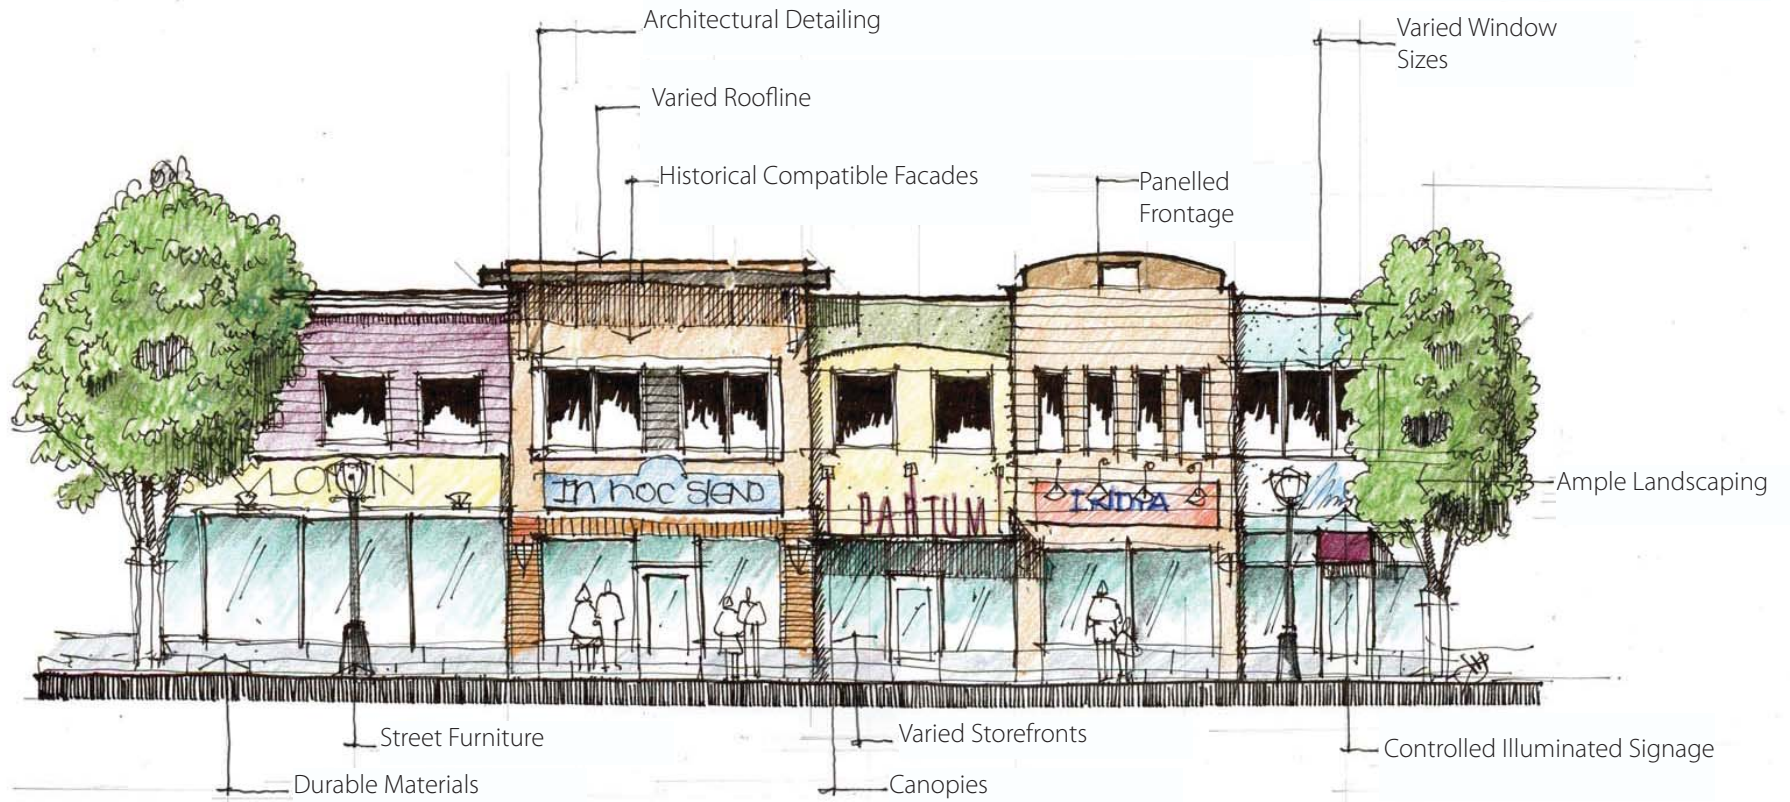 Architectural Detailing
Varied Window
Sizes
Varied Roofline
Historical Compatible Facades
Panelled
Frontage
IN HOC SIGNO
PARTUM
Ample Landscaping
Street Furniture
Varied Storefronts
Controlled Illuminated Signage
Durable Materials
Canopies